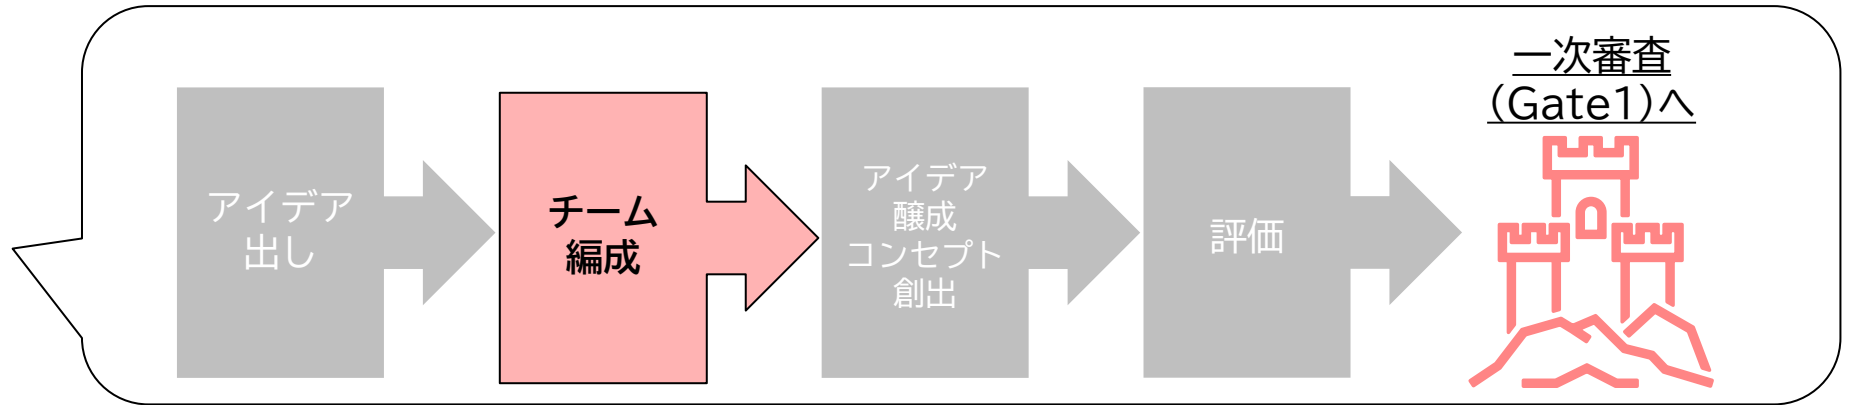 アイデア
出し
チーム
編成
アイデア
醸成
コンセプト
創出
評価
一次審査
(Gate1)へ